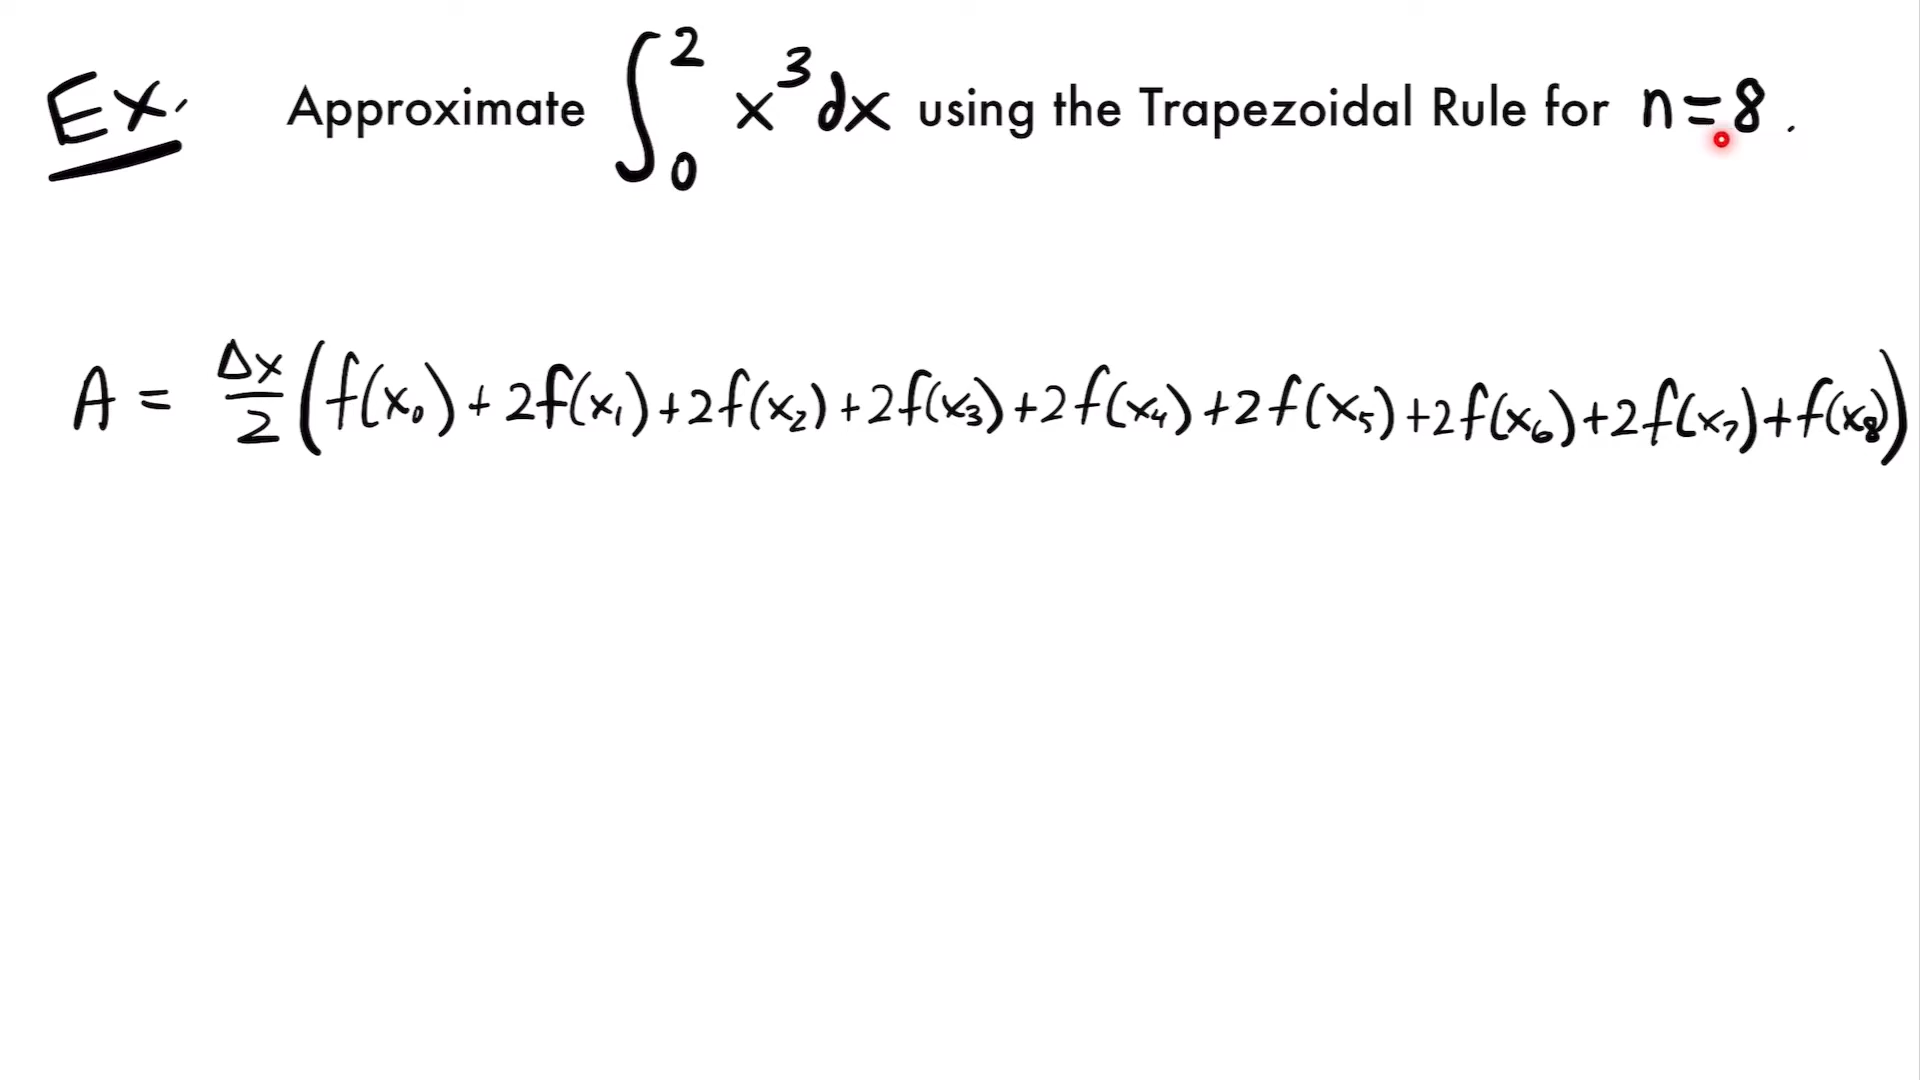 Ex. Approximate ∫₀² x³ dx using the Trapezoidal Rule for n=8.
A = Δx/2 (f(x₀) + 2f(x₁) + 2f(x₂) + 2f(x₃) + 2f(x₄) + 2f(x₅) + 2f(x₆) + 2f(x₇) + f(x₈))